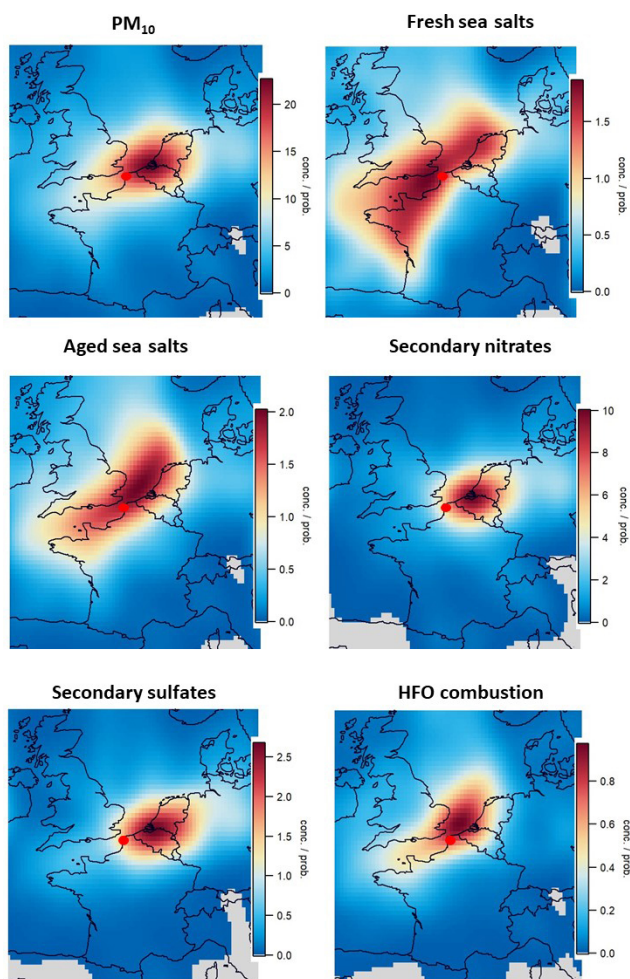 PM₁₀
Fresh sea salts
20
15
10
5
0
conc. / prob.
1.5
1.0
0.5
0.0
conc. / prob.
Aged sea salts
Secondary nitrates
2.0
1.5
1.0
0.5
0.0
conc. / prob.
10
8
6
4
2
0
conc. / prob.
Secondary sulfates
HFO combustion
2.5
2.0
1.5
1.0
0.5
0.0
conc. / prob.
0.8
0.6
0.4
0.2
0.0
conc. / prob.